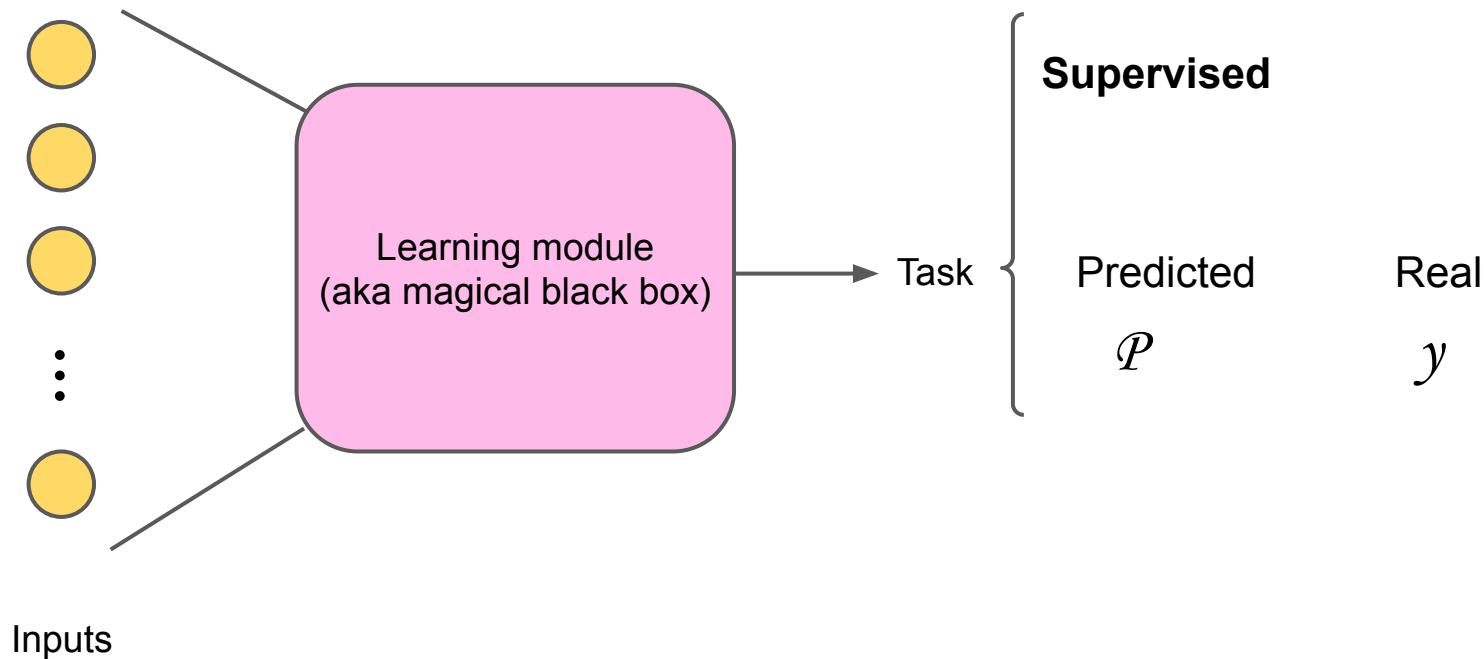 Supervised
Learning module
(aka magical black box)
Task
Predicted
Real
𝒫
y
Inputs